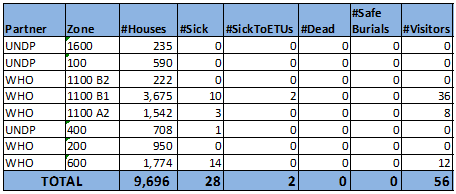 Partner Zone #Houses #Sick #SickToETUs #Dead #Safe Burials #Visitors
UNDP 1600 235 0 0 0 0 0
UNDP 100 590 0 0 0 0 0
WHO 1100 B2 222 0 0 0 0 0
WHO 1100 B1 3,675 10 2 0 0 36
WHO 1100 A2 1,542 3 0 0 0 8
UNDP 400 708 1 0 0 0 0
WHO 200 950 0 0 0 0 0
WHO 600 1,774 14 0 0 0 12
TOTAL 9,696 28 2 0 0 56